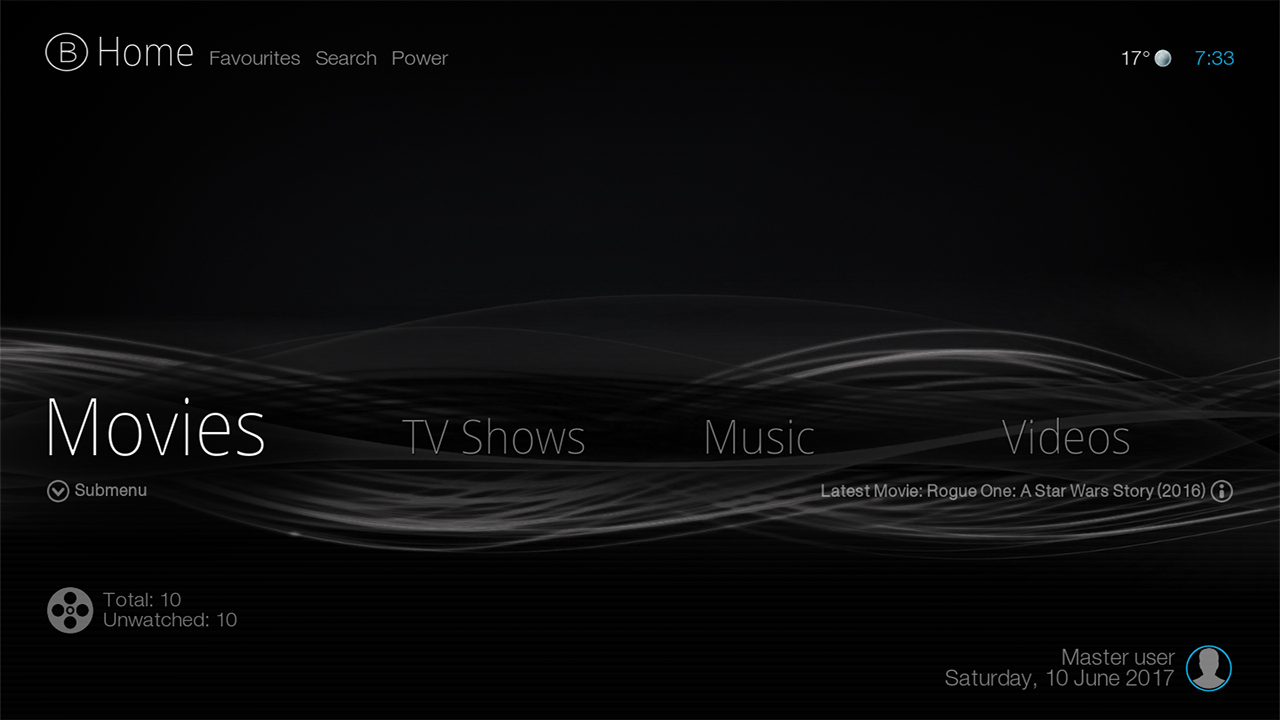 B Home Favourites Search Power 17° 7:33
Movies TV Shows Music Videos
Submenu Latest Movie: Rogue One: A Star Wars Story (2016)
Total: 10
Unwatched: 10
Master user
Saturday, 10 June 2017